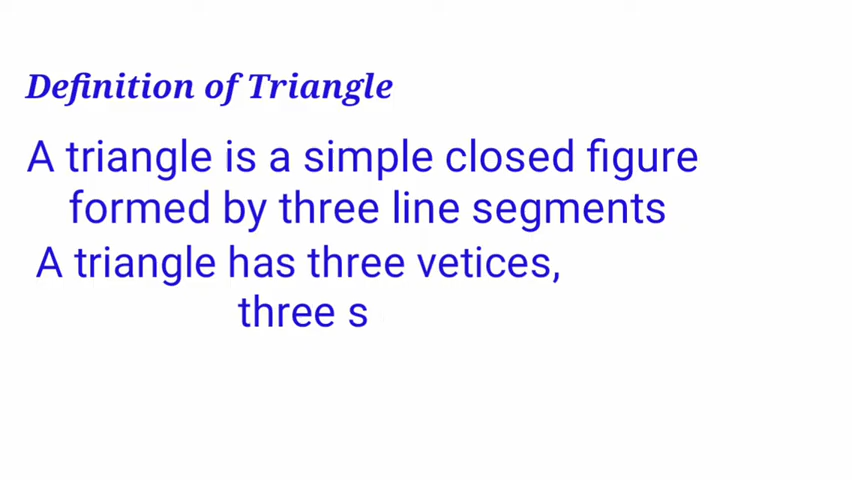 Definition of Triangle
A triangle is a simple closed figure
formed by three line segments
A triangle has three vetices,
three s